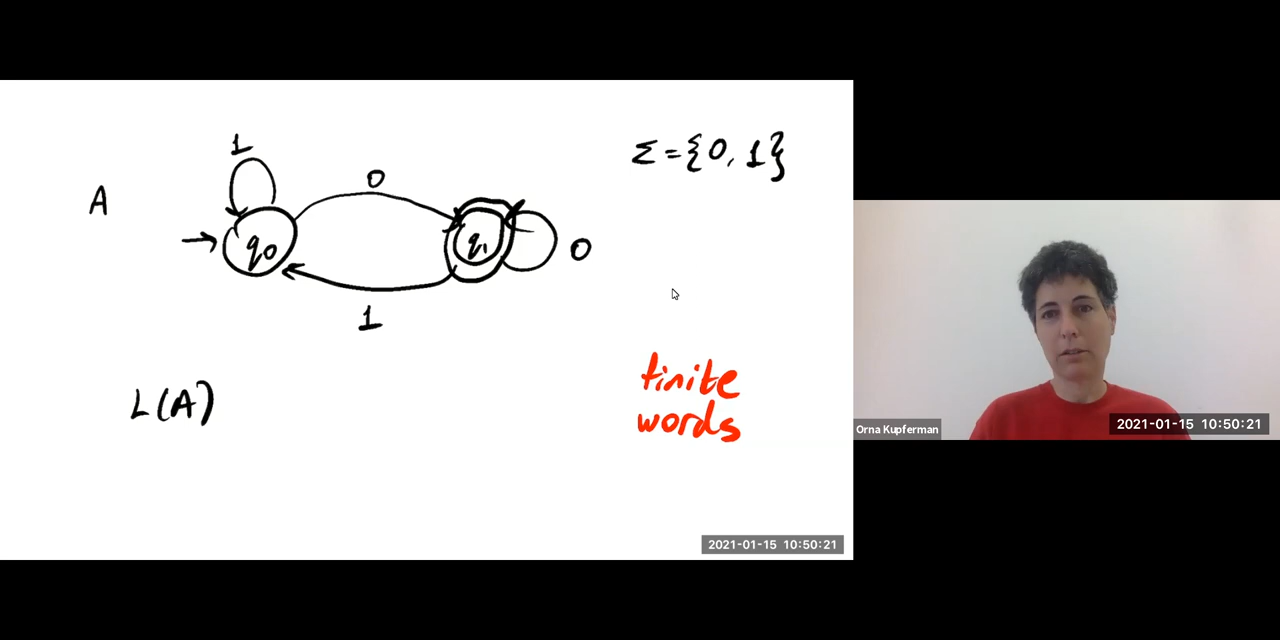 1
Σ = {0, 1}
0
A
q0
q1
0
1
finite
words
L(A)
Orna Kupferman
2021-01-15 10:50:21
2021-01-15 10:50:21